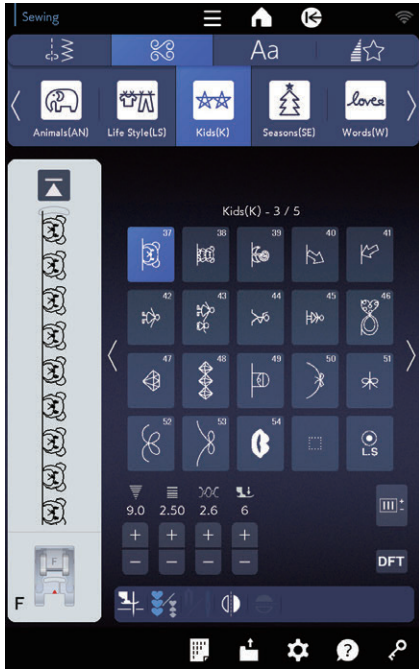 Sewing
Aa
Animals(AN) Life Style(LS) Kids(K) Seasons(SE) Words(W)
love
Kids(K) - 3 / 5
37 38 39 40 41
42 43 44 45 46
47 48 49 50 51
52 53 54 L.S
9.0 2.50 2.6 6
+ + + +
- - - -
DFT
F
F
?